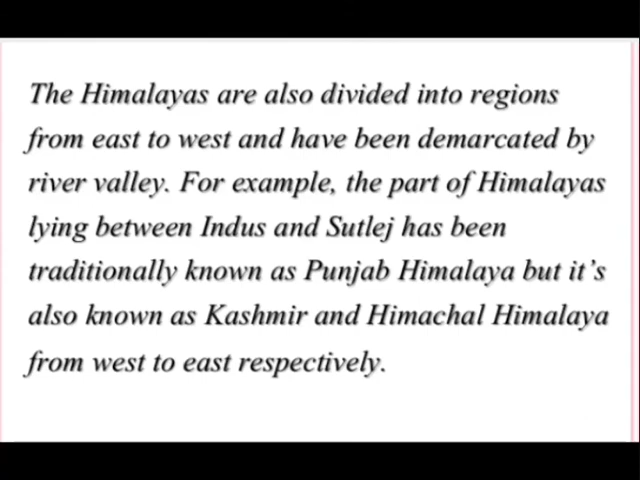 The Himalayas are also divided into regions
from east to west and have been demarcated by
river valley. For example, the part of Himalayas
lying between Indus and Sutlej has been
traditionally known as Punjab Himalaya but it’s
also known as Kashmir and Himachal Himalaya
from west to east respectively.